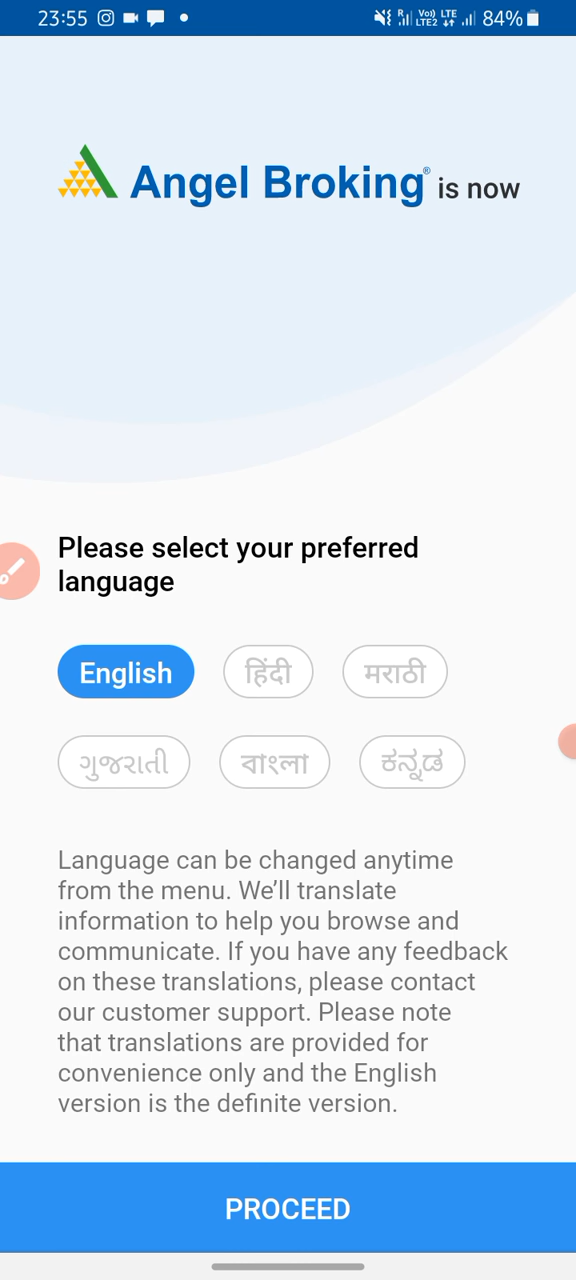 23:55
R Vo) LTE LTE2 84%
Angel Broking® is now
Please select your preferred
language
English हिंदी मराठी
ગુજરાતી বাংলা ಕನ್ನಡ
Language can be changed anytime
from the menu. We’ll translate
information to help you browse and
communicate. If you have any feedback
on these translations, please contact
our customer support. Please note
that translations are provided for
convenience only and the English
version is the definite version.
PROCEED